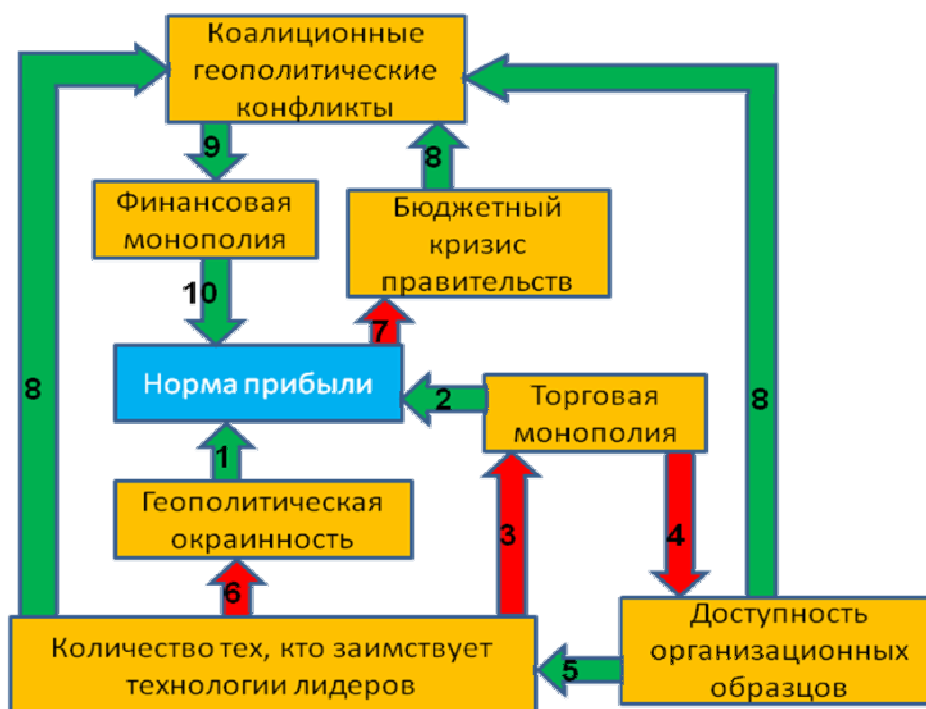 Коалиционные
геополитические
конфликты
9
8
Финансовая
монополия
Бюджетный
кризис
правительств
10
7
Норма прибыли
8
2
8
Торговая
монополия
1
Геополитическая
окраинность
3
4
6
Количество тех, кто заимствует
технологии лидеров
5
Доступность
организационных
образцов